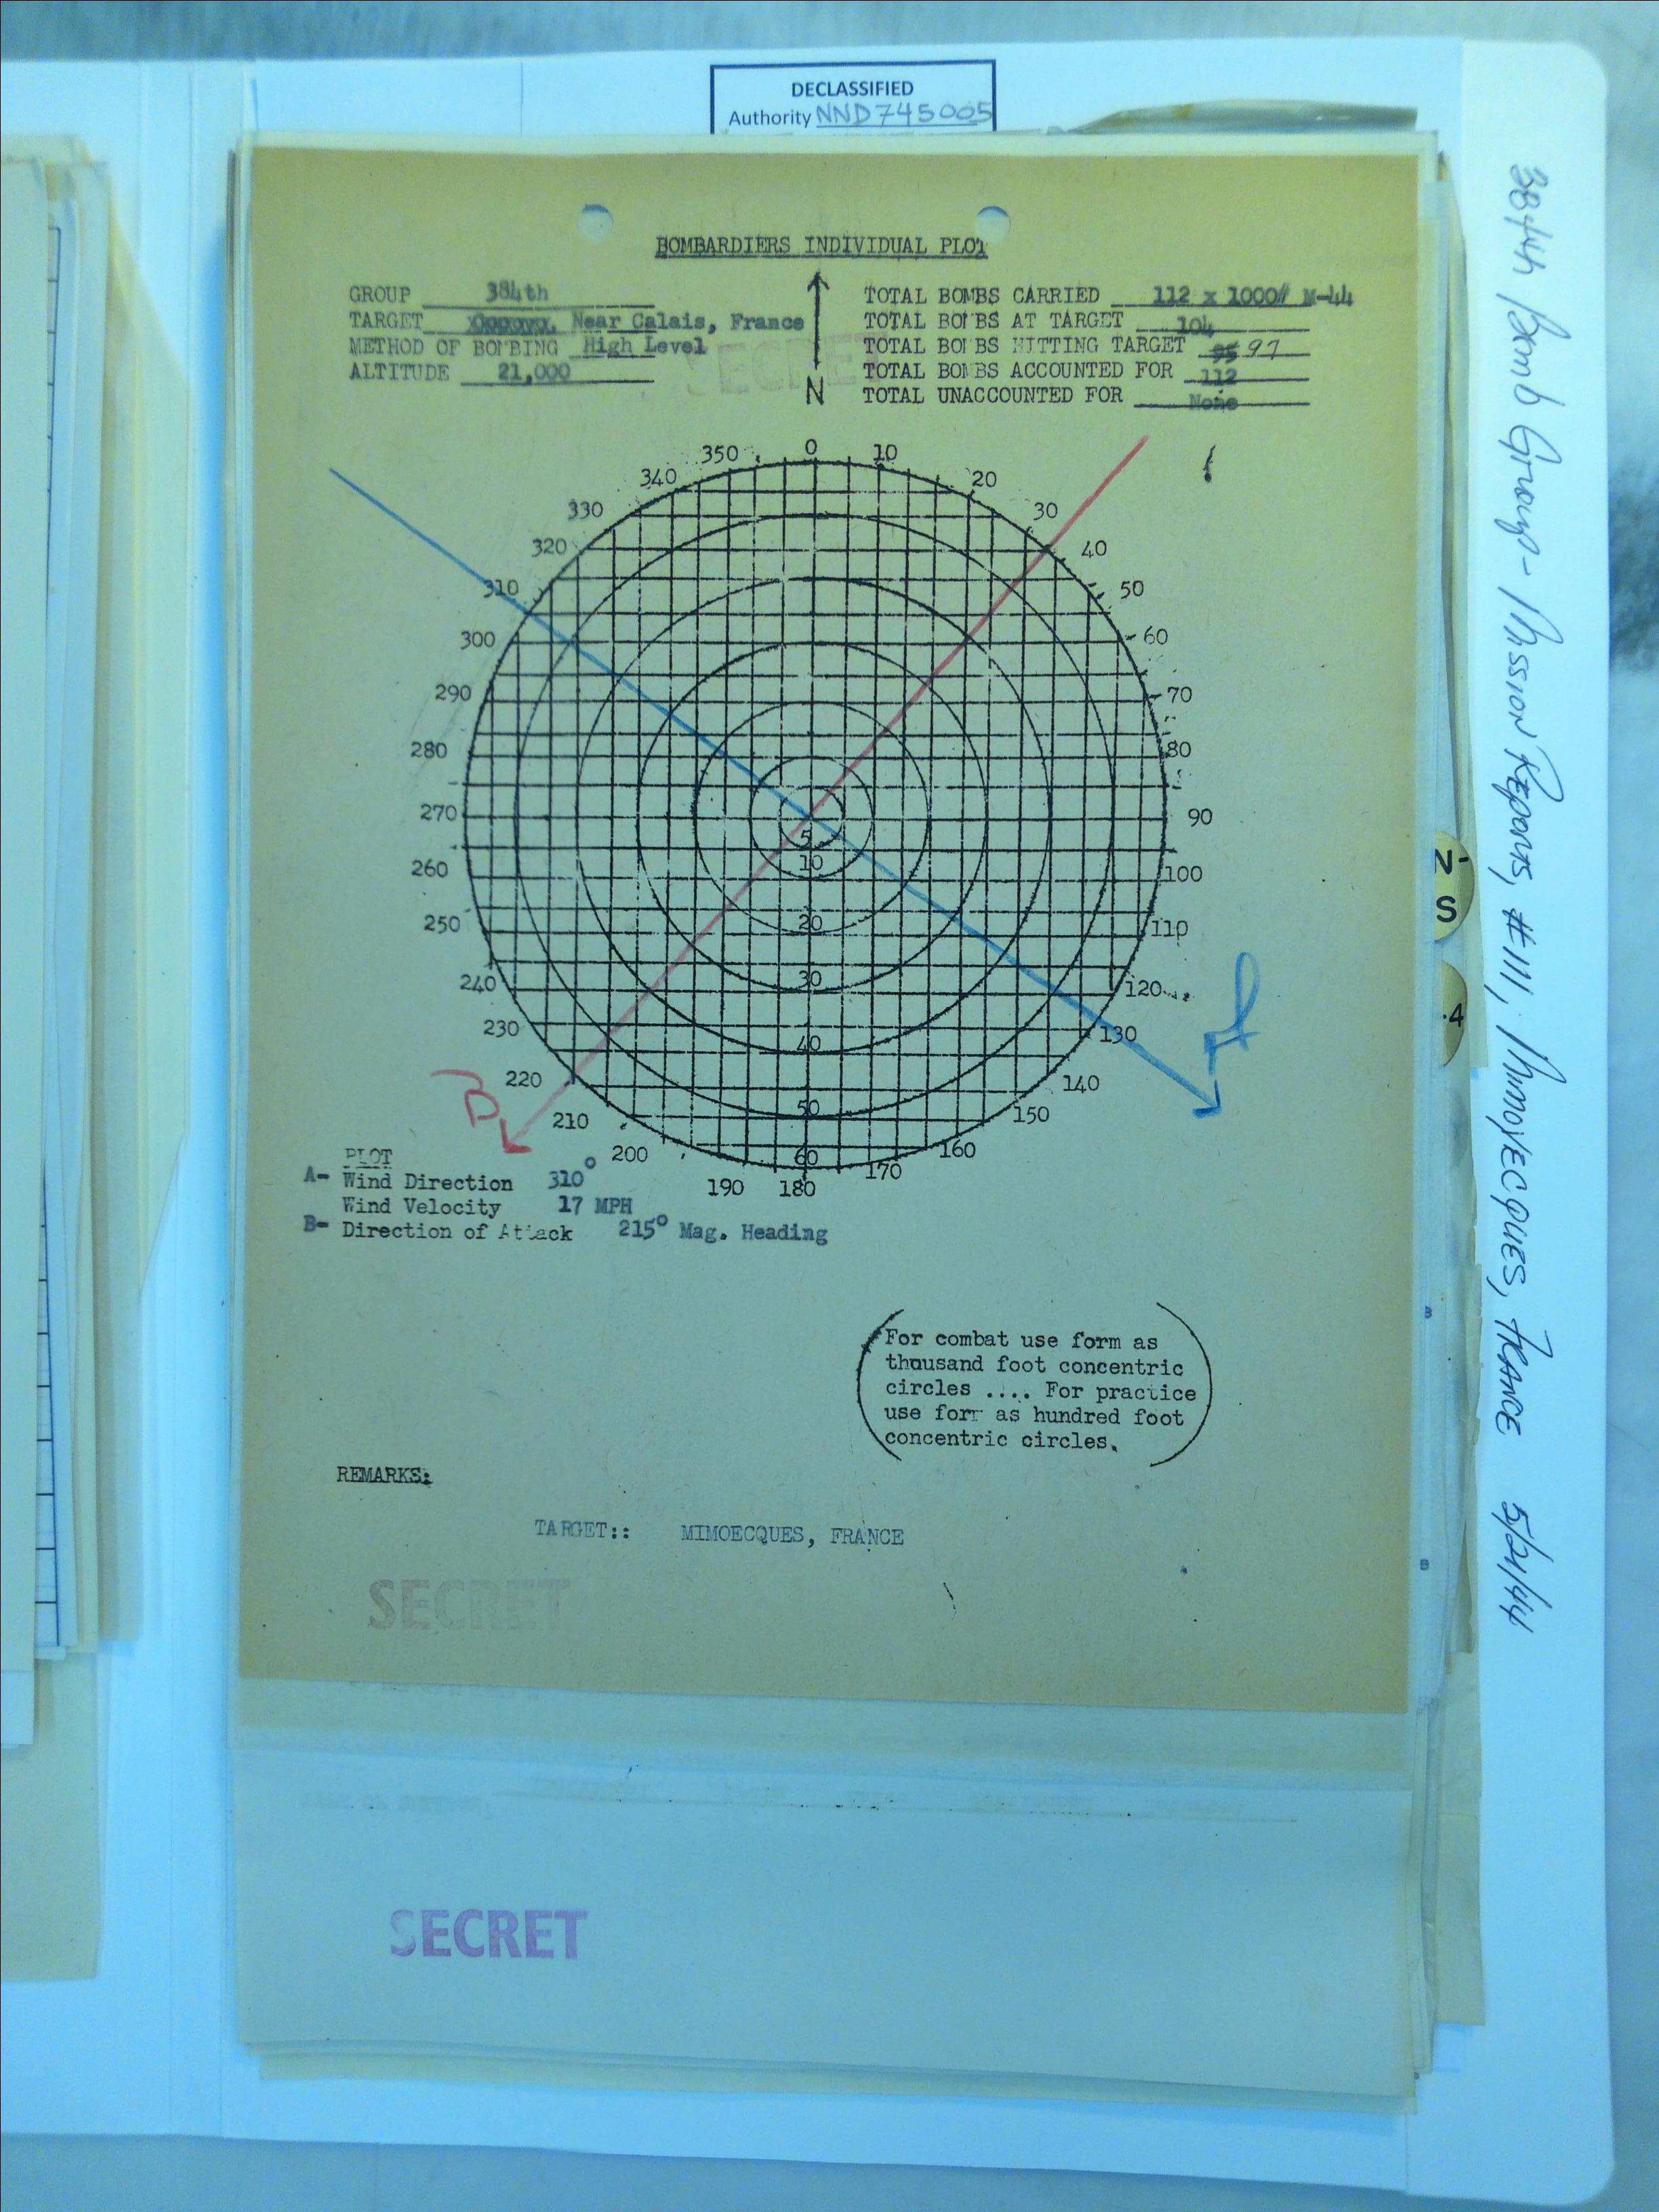 DECLASSIFIED
Authority NND745005
BOMBARDIERS INDIVIDUAL PLOT
GROUP 384th
TARGET Near Calais, France
METHOD OF BOMBING High Level
ALTITUDE 21,000
N
TOTAL BOMBS CARRIED 112 x 1000# M-44
TOTAL BOMBS AT TARGET 104
TOTAL BOMBS HITTING TARGET 95 97
TOTAL BOMBS ACCOUNTED FOR 112
TOTAL UNACCOUNTED FOR None
SECRET
0
10
20
30
40
50
60
70
80
90
100
110
120
130
140
150
160
170
180
190
200
210
220
230
240
250
260
270
280
290
300
310
320
330
340
350
5
10
20
30
40
50
60
A
B
PLOT
A- Wind Direction 310°
Wind Velocity 17 MPH
B- Direction of Attack 215° Mag. Heading
For combat use form as
thousand foot concentric
circles .... For practice
use form as hundred foot
concentric circles.
REMARKS:
TARGET:: MIMOECQUES, FRANCE
SECRET
SECRET
384th Bomb Group - Mission Reports, #111, Mimoyecques, France 5/21/44
N-
S
.4
B
B